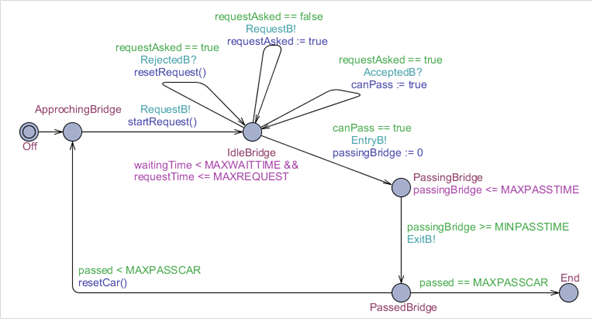 requestAsked == false
RequestB!
requestAsked := true
requestAsked == true
RejectedB?
resetRequest()
requestAsked == true
AcceptedB?
canPass := true
ApprochingBridge
RequestB!
startRequest()
Off
IdleBridge
waitingTime < MAXWAITTIME &&
requestTime <= MAXREQUEST
canPass == true
EntryB!
passingBridge := 0
PassingBridge
passingBridge <= MAXPASSTIME
passingBridge >= MINPASSTIME
ExitB!
passed < MAXPASSCAR
resetCar()
passed == MAXPASSCAR
End
PassedBridge